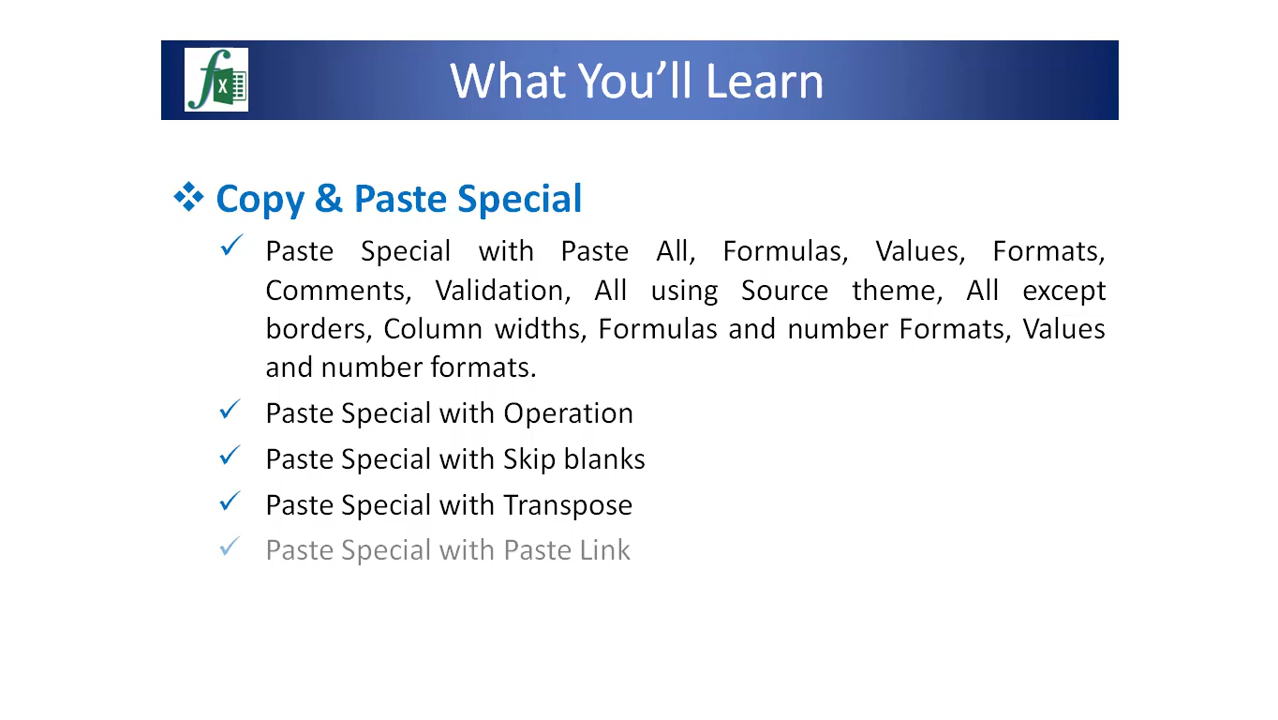 What You’ll Learn
Copy & Paste Special
Paste Special with Paste All, Formulas, Values, Formats,
Comments, Validation, All using Source theme, All except
borders, Column widths, Formulas and number Formats, Values
and number formats.
Paste Special with Operation
Paste Special with Skip blanks
Paste Special with Transpose
Paste Special with Paste Link